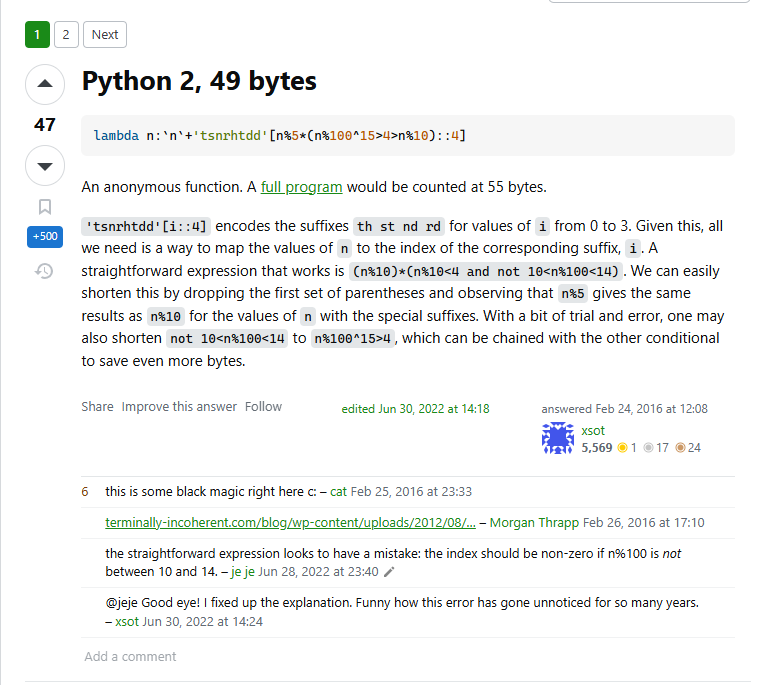 1 2 Next
Python 2, 49 bytes
47
lambda n:`n`+'tsnrhtdd'[n%5*(n%100^15>4>n%10)::4]
An anonymous function. A full program would be counted at 55 bytes.
+500
'tsnrhtdd'[i::4] encodes the suffixes th st nd rd for values of i from 0 to 3. Given this, all
we need is a way to map the values of n to the index of the corresponding suffix, i. A
straightforward expression that works is (n%10)*(n%10<4 and not 10<n%100<14). We can easily
shorten this by dropping the first set of parentheses and observing that n%5 gives the same
results as n%10 for the values of n with the special suffixes. With a bit of trial and error, one may
also shorten not 10<n%100<14 to n%100^15>4, which can be chained with the other conditional
to save even more bytes.
Share Improve this answer Follow
edited Jun 30, 2022 at 14:18
answered Feb 24, 2016 at 12:08
xsot
5,569 1 17 24
6 this is some black magic right here c: – cat Feb 25, 2016 at 23:33
terminally-incoherent.com/blog/wp-content/uploads/2012/08/… – Morgan Thrapp Feb 26, 2016 at 17:10
the straightforward expression looks to have a mistake: the index should be non-zero if n%100 is not
between 10 and 14. – je je Jun 28, 2022 at 23:40
@jeje Good eye! I fixed up the explanation. Funny how this error has gone unnoticed for so many years.
– xsot Jun 30, 2022 at 14:24
Add a comment